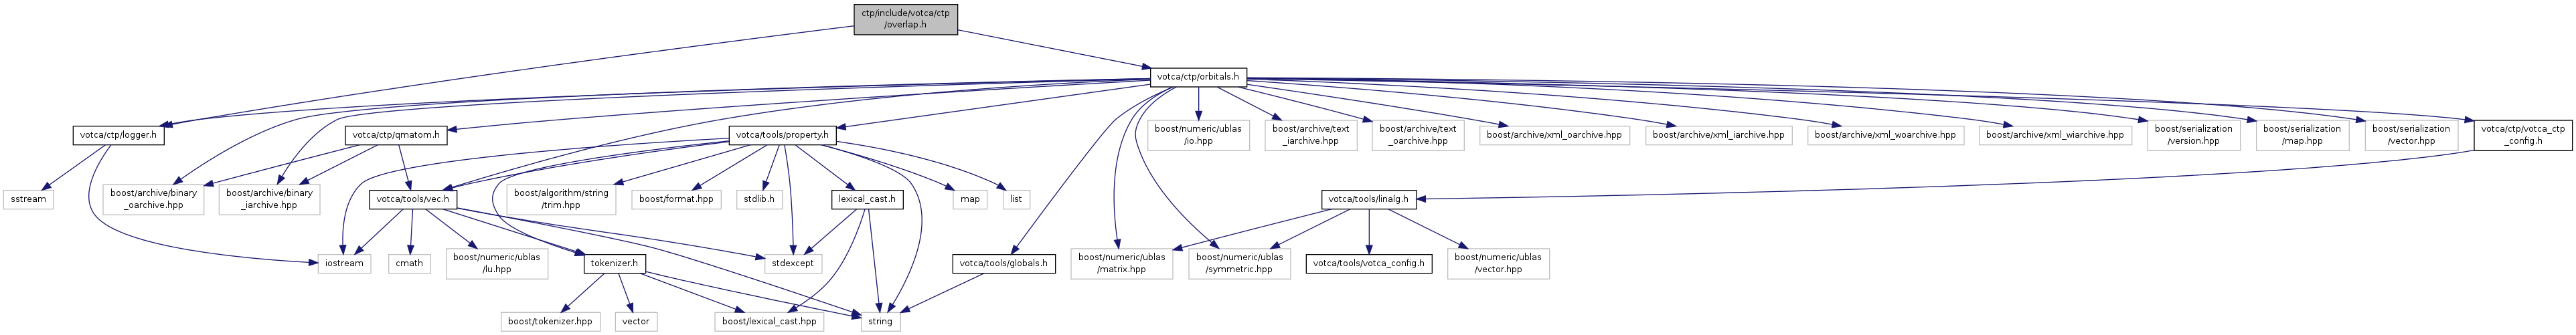 ctp/include/votca/ctp
/overlap.h
votca/ctp/orbitals.h
votca/ctp/logger.h
votca/ctp/qmatom.h
votca/tools/property.h
boost/numeric/ublas
/io.hpp
boost/archive/text
_iarchive.hpp
boost/archive/text
_oarchive.hpp
boost/archive/xml_oarchive.hpp
boost/archive/xml_iarchive.hpp
boost/archive/xml_woarchive.hpp
boost/archive/xml_wiarchive.hpp
boost/serialization
/version.hpp
boost/serialization
/map.hpp
boost/serialization
/vector.hpp
votca/ctp/votca_ctp
_config.h
sstream
boost/archive/binary
_oarchive.hpp
boost/archive/binary
_iarchive.hpp
votca/tools/vec.h
boost/algorithm/string
/trim.hpp
boost/format.hpp
stdlib.h
lexical_cast.h
map
list
votca/tools/linalg.h
iostream
cmath
boost/numeric/ublas
/lu.hpp
tokenizer.h
stdexcept
votca/tools/globals.h
boost/numeric/ublas
/matrix.hpp
boost/numeric/ublas
/symmetric.hpp
votca/tools/votca_config.h
boost/numeric/ublas
/vector.hpp
boost/tokenizer.hpp
vector
boost/lexical_cast.hpp
string